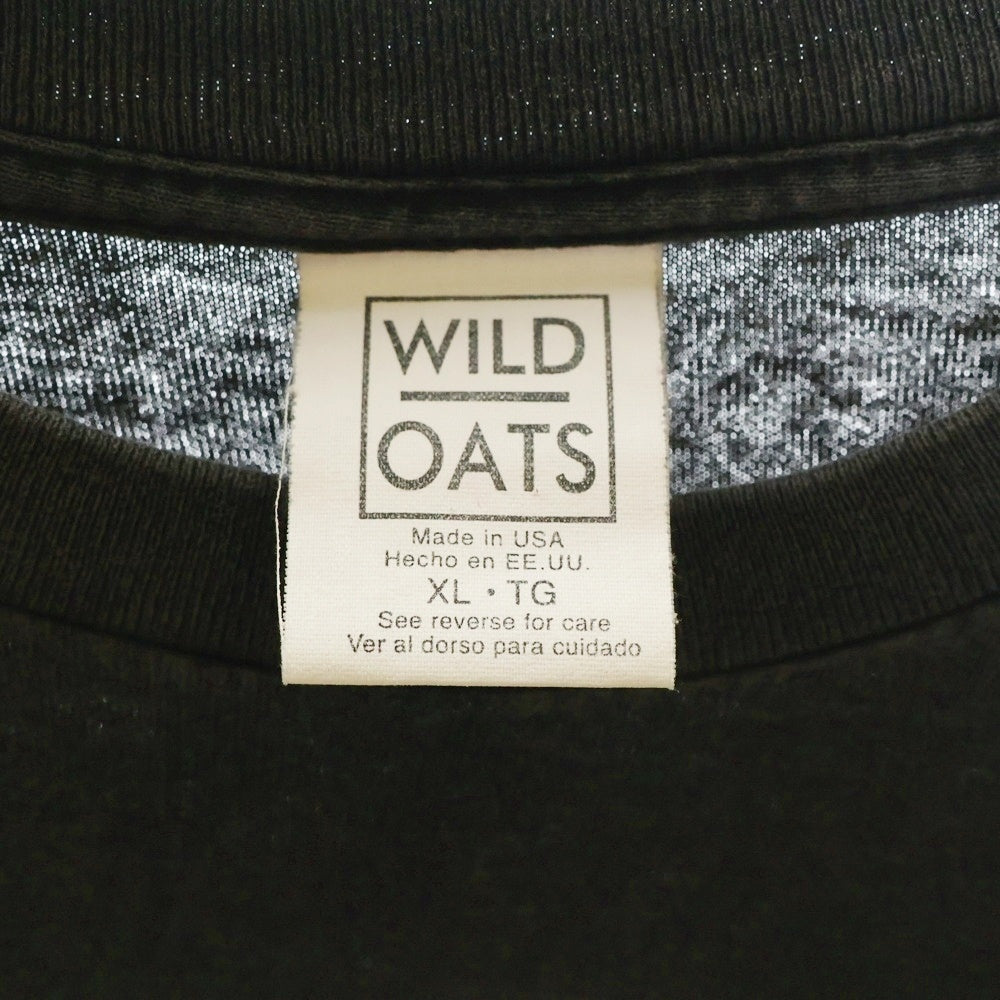 WILD
OATS
Made in USA
Hecho en EE.UU.
XL • TG
See reverse for care
Ver al dorso para cuidado